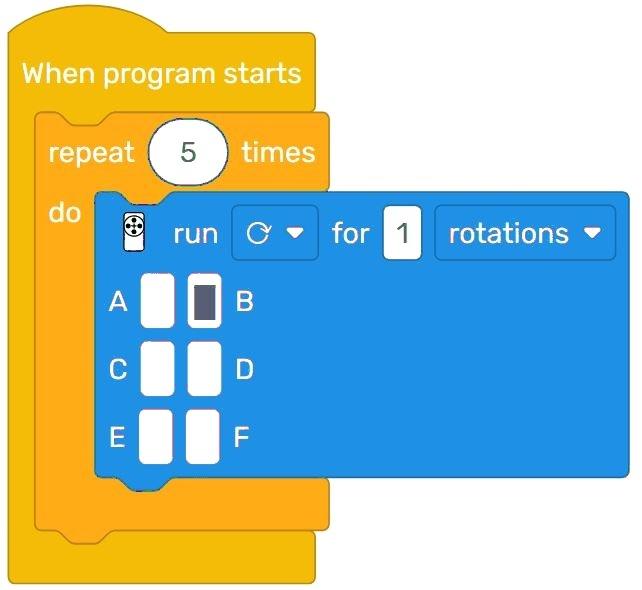 When program starts
repeat 5 times
do
run for 1 rotations
A B
C D
E F